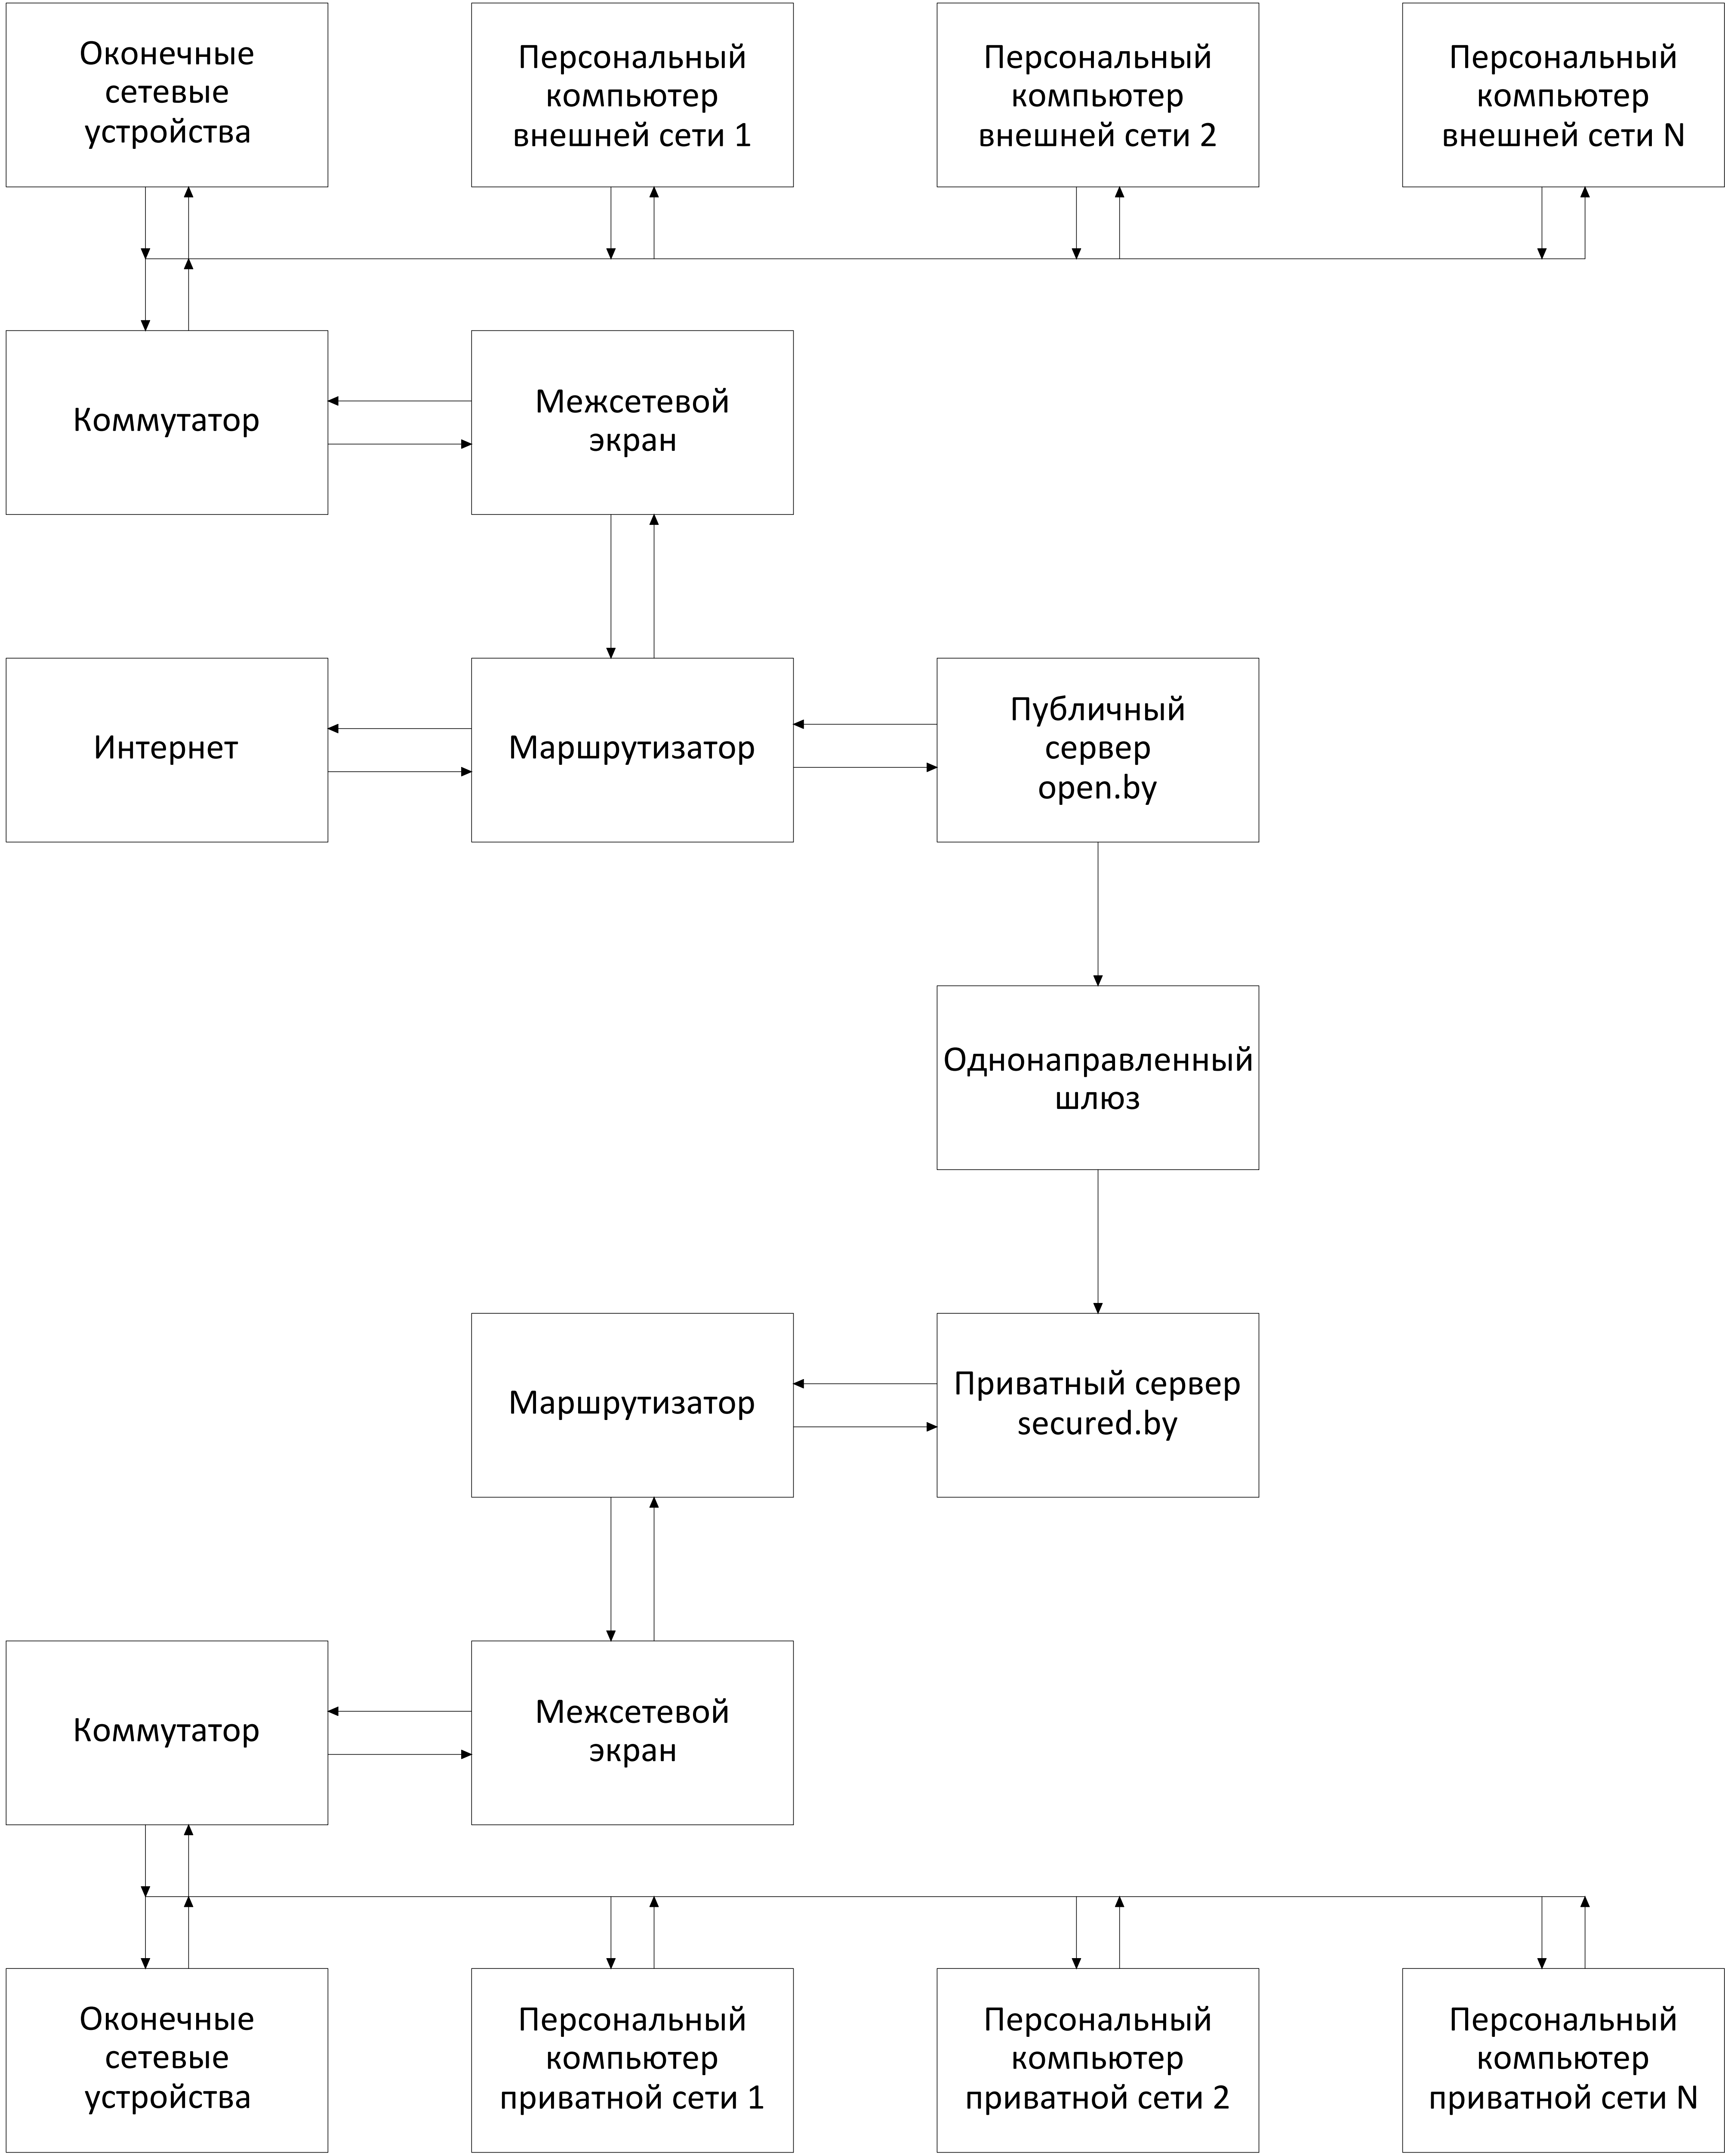 Оконечные
сетевые
устройства
Персональный
компьютер
внешней сети 1
Персональный
компьютер
внешней сети 2
Персональный
компьютер
внешней сети N
Коммутатор
Межсетевой
экран
Интернет
Маршрутизатор
Публичный
сервер
open.by
Однонаправленный
шлюз
Маршрутизатор
Приватный сервер
secured.by
Коммутатор
Межсетевой
экран
Оконечные
сетевые
устройства
Персональный
компьютер
приватной сети 1
Персональный
компьютер
приватной сети 2
Персональный
компьютер
приватной сети N